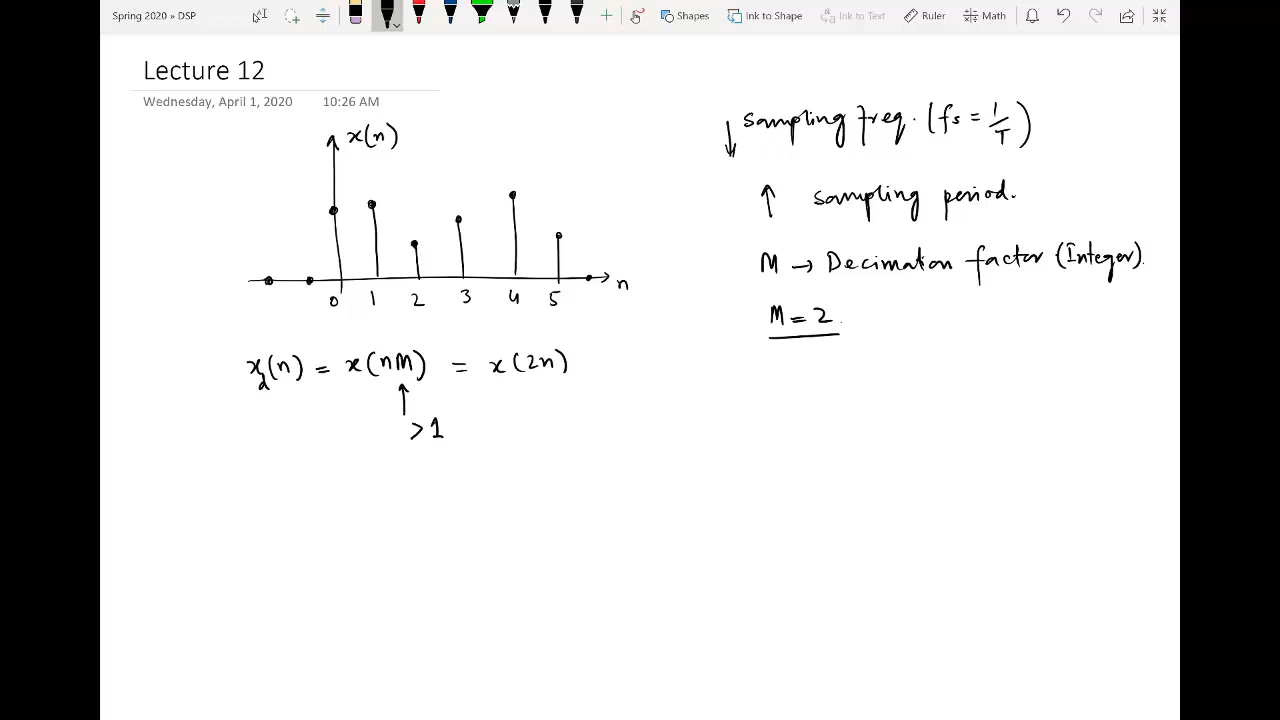 Spring 2020 » DSP
Shapes
Ink to Shape
Ink to Text
Ruler
Math
Lecture 12
Wednesday, April 1, 2020 10:26 AM
x(n)
0 1 2 3 4 5 n
x_d(n) = x(nM) = x(2n)
↑
>1
↓ sampling freq. (fs = 1/T)
↑ sampling period.
M → Decimation factor (Integer).
M = 2.